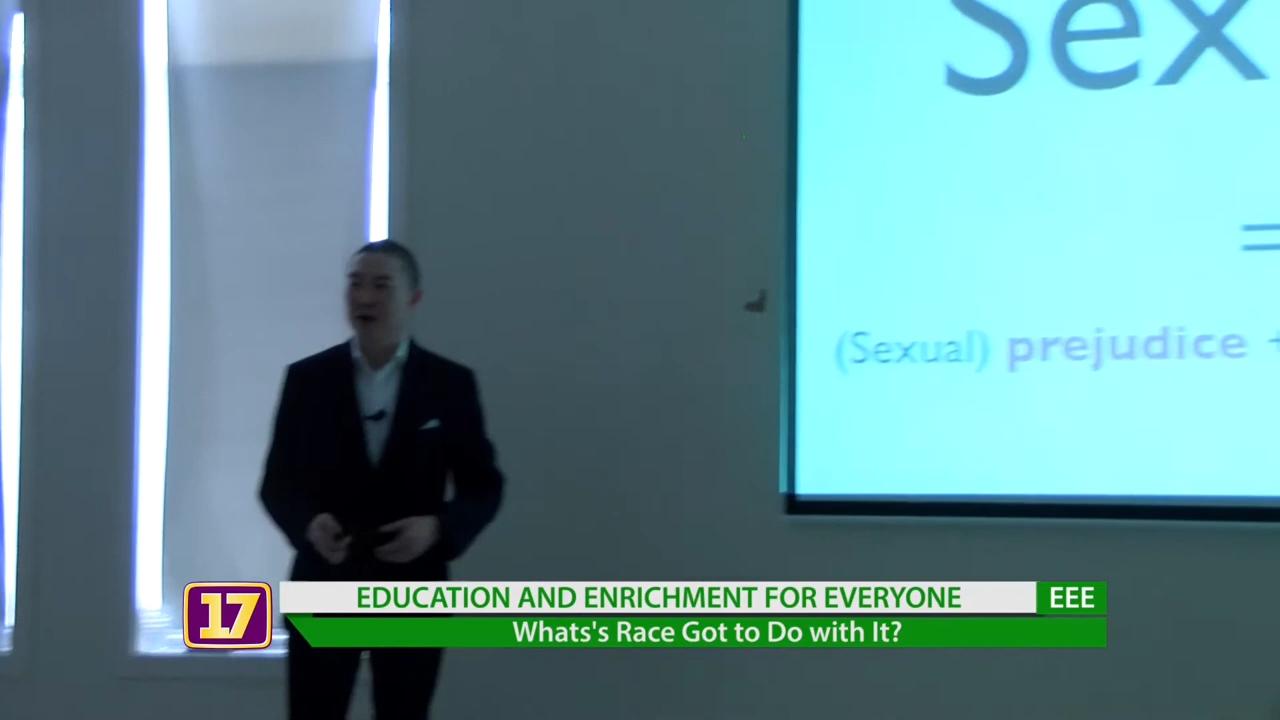 Sex
=
(Sexual) prejudice
17
EDUCATION AND ENRICHMENT FOR EVERYONE
EEE
Whats's Race Got to Do with It?